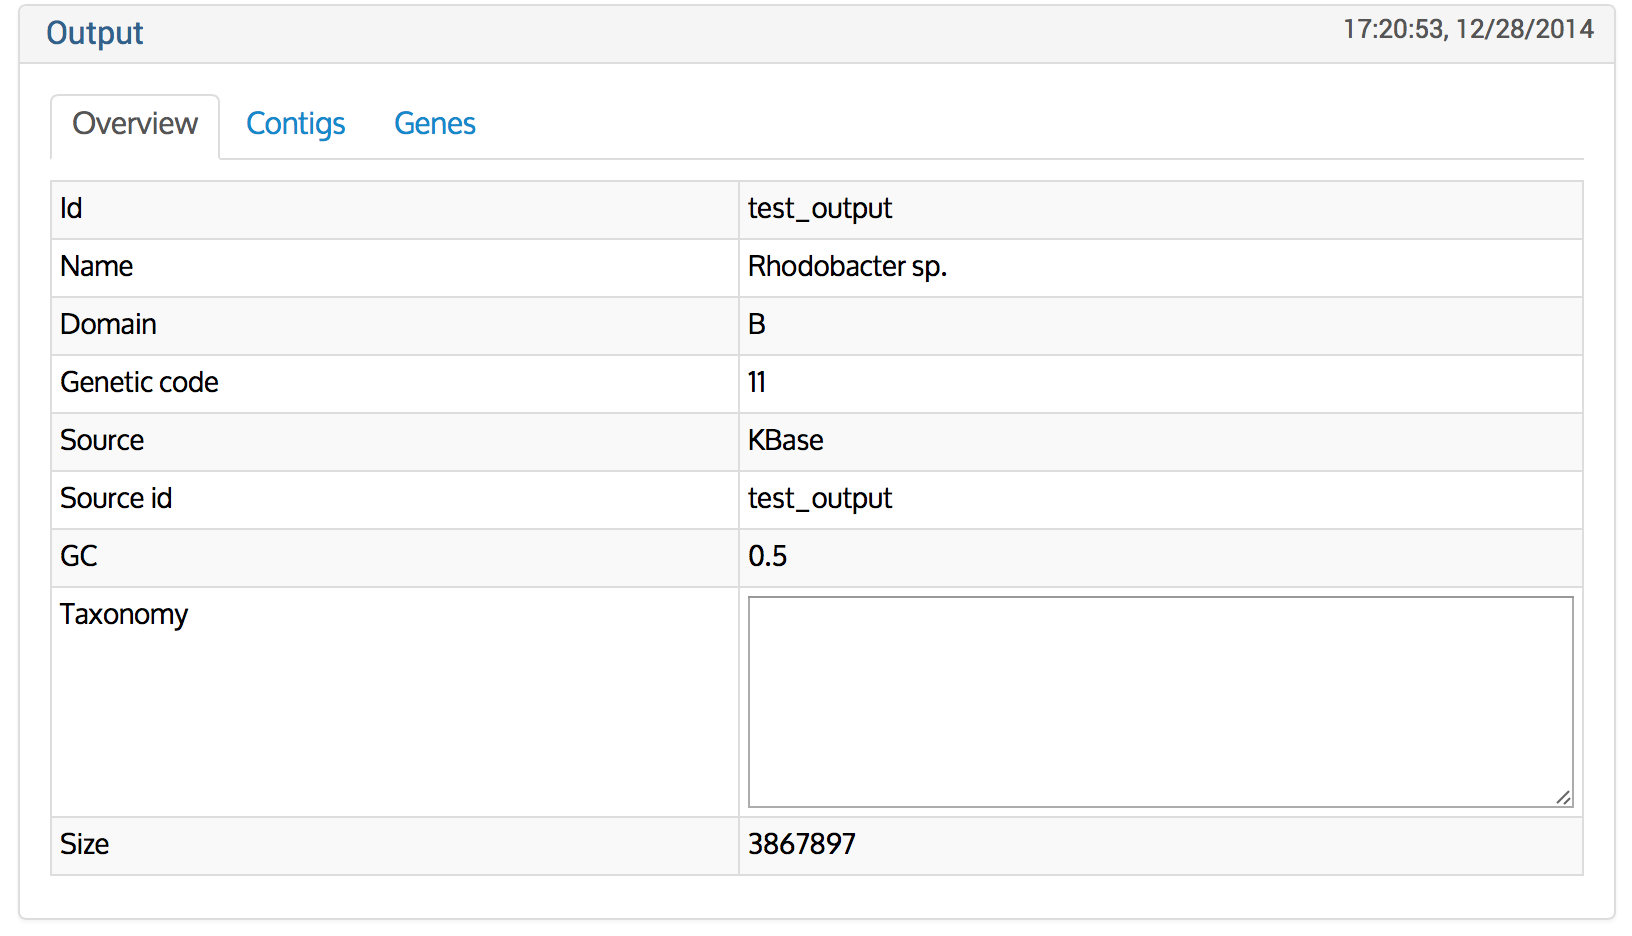 Output 17:20:53, 12/28/2014
Overview Contigs Genes
Id test_output
Name Rhodobacter sp.
Domain B
Genetic code 11
Source KBase
Source id test_output
GC 0.5
Taxonomy
Size 3867897